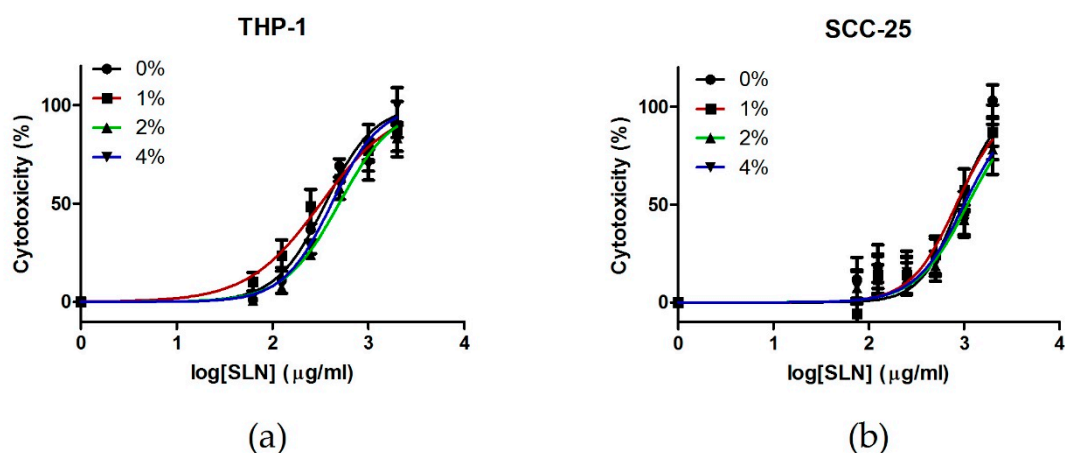 THP-1
0%
1%
2%
4%
100
50
0
Cytotoxicity (%)
0 1 2 3 4
log[SLN] (μg/ml)
(a)
SCC-25
0%
1%
2%
4%
100
50
0
Cytotoxicity (%)
0 1 2 3 4
log[SLN] (μg/ml)
(b)